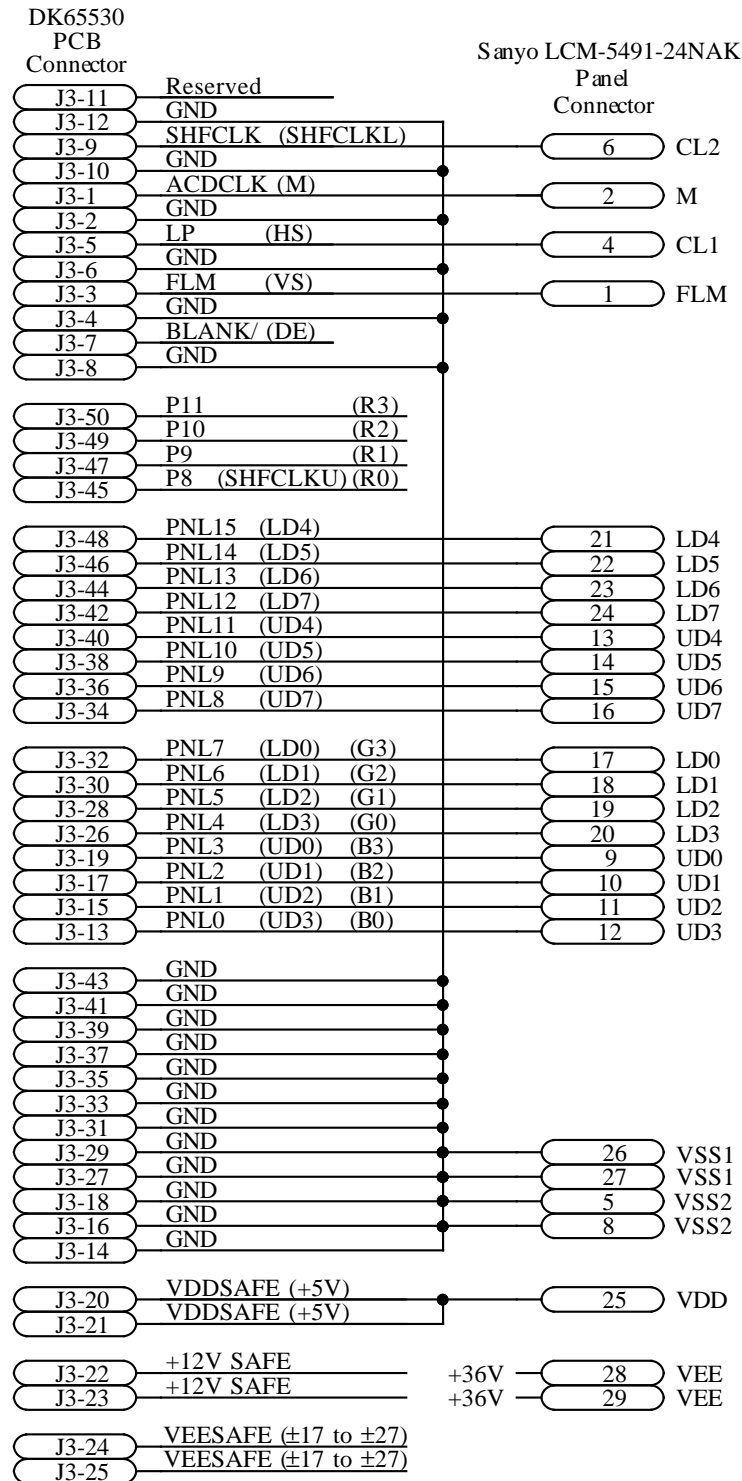 DK65530
PCB
Connector
Sanyo LCM-5491-24NAK
Panel
Connector
J3-11 Reserved
J3-12 GND
J3-9 SHFCLK (SHFCLKL) 6 CL2
J3-10 GND
J3-1 ACDCLK (M) 2 M
J3-2 GND
J3-5 LP (HS) 4 CL1
J3-6 GND
J3-3 FLM (VS) 1 FLM
J3-4 GND
J3-7 BLANK/ (DE)
J3-8 GND
J3-50 P11 (R3)
J3-49 P10 (R2)
J3-47 P9 (R1)
J3-45 P8 (SHFCLKU) (R0)
J3-48 PNL15 (LD4) 21 LD4
J3-46 PNL14 (LD5) 22 LD5
J3-44 PNL13 (LD6) 23 LD6
J3-42 PNL12 (LD7) 24 LD7
J3-40 PNL11 (UD4) 13 UD4
J3-38 PNL10 (UD5) 14 UD5
J3-36 PNL9 (UD6) 15 UD6
J3-34 PNL8 (UD7) 16 UD7
J3-32 PNL7 (LD0) (G3) 17 LD0
J3-30 PNL6 (LD1) (G2) 18 LD1
J3-28 PNL5 (LD2) (G1) 19 LD2
J3-26 PNL4 (LD3) (G0) 20 LD3
J3-19 PNL3 (UD0) (B3) 9 UD0
J3-17 PNL2 (UD1) (B2) 10 UD1
J3-15 PNL1 (UD2) (B1) 11 UD2
J3-13 PNL0 (UD3) (B0) 12 UD3
J3-43 GND
J3-41 GND
J3-39 GND
J3-37 GND
J3-35 GND
J3-33 GND
J3-31 GND
J3-29 GND 26 VSS1
J3-27 GND 27 VSS1
J3-18 GND 5 VSS2
J3-16 GND 8 VSS2
J3-14 GND
J3-20 VDDSAFE (+5V) 25 VDD
J3-21 VDDSAFE (+5V)
J3-22 +12V SAFE +36V 28 VEE
J3-23 +12V SAFE +36V 29 VEE
J3-24 VEESAFE (±17 to ±27)
J3-25 VEESAFE (±17 to ±27)